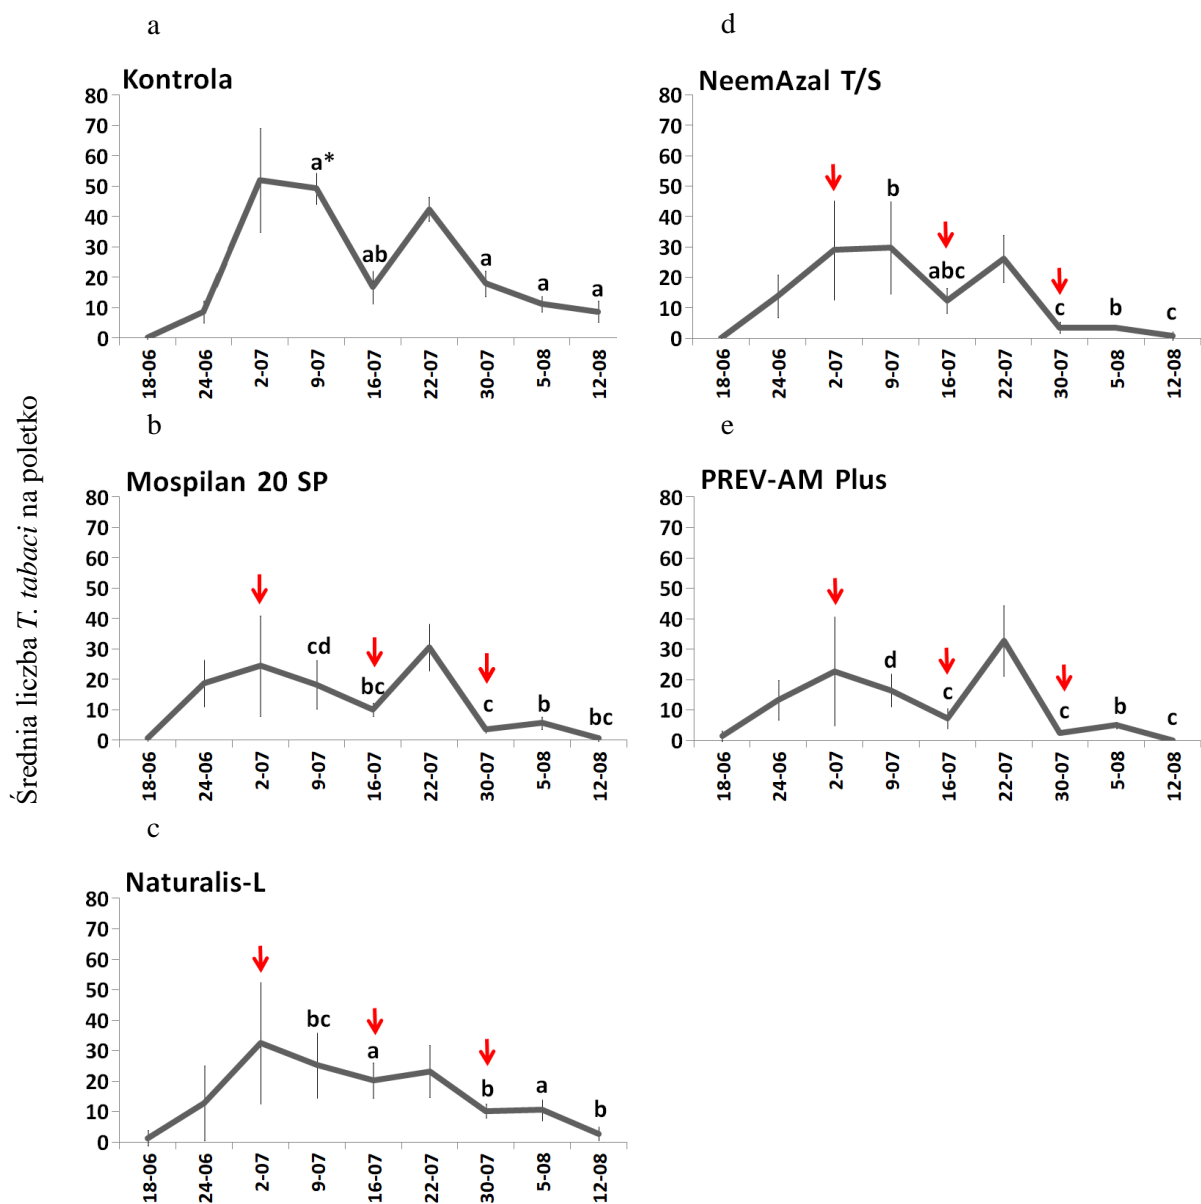 Średnia liczba T. tabaci na poletko
a
Kontrola
80
70
60
50
40
30
20
10
0
a*
ab
a
a
a
18-06
24-06
2-07
9-07
16-07
22-07
30-07
5-08
12-08
b
Mospilan 20 SP
80
70
60
50
40
30
20
10
0
cd
bc
c
b
bc
18-06
24-06
2-07
9-07
16-07
22-07
30-07
5-08
12-08
c
Naturalis-L
80
70
60
50
40
30
20
10
0
bc
a
b
a
b
18-06
24-06
2-07
9-07
16-07
22-07
30-07
5-08
12-08
d
NeemAzal T/S
80
70
60
50
40
30
20
10
0
b
abc
c
b
c
18-06
24-06
2-07
9-07
16-07
22-07
30-07
5-08
12-08
e
PREV-AM Plus
80
70
60
50
40
30
20
10
0
d
c
c
b
c
18-06
24-06
2-07
9-07
16-07
22-07
30-07
5-08
12-08